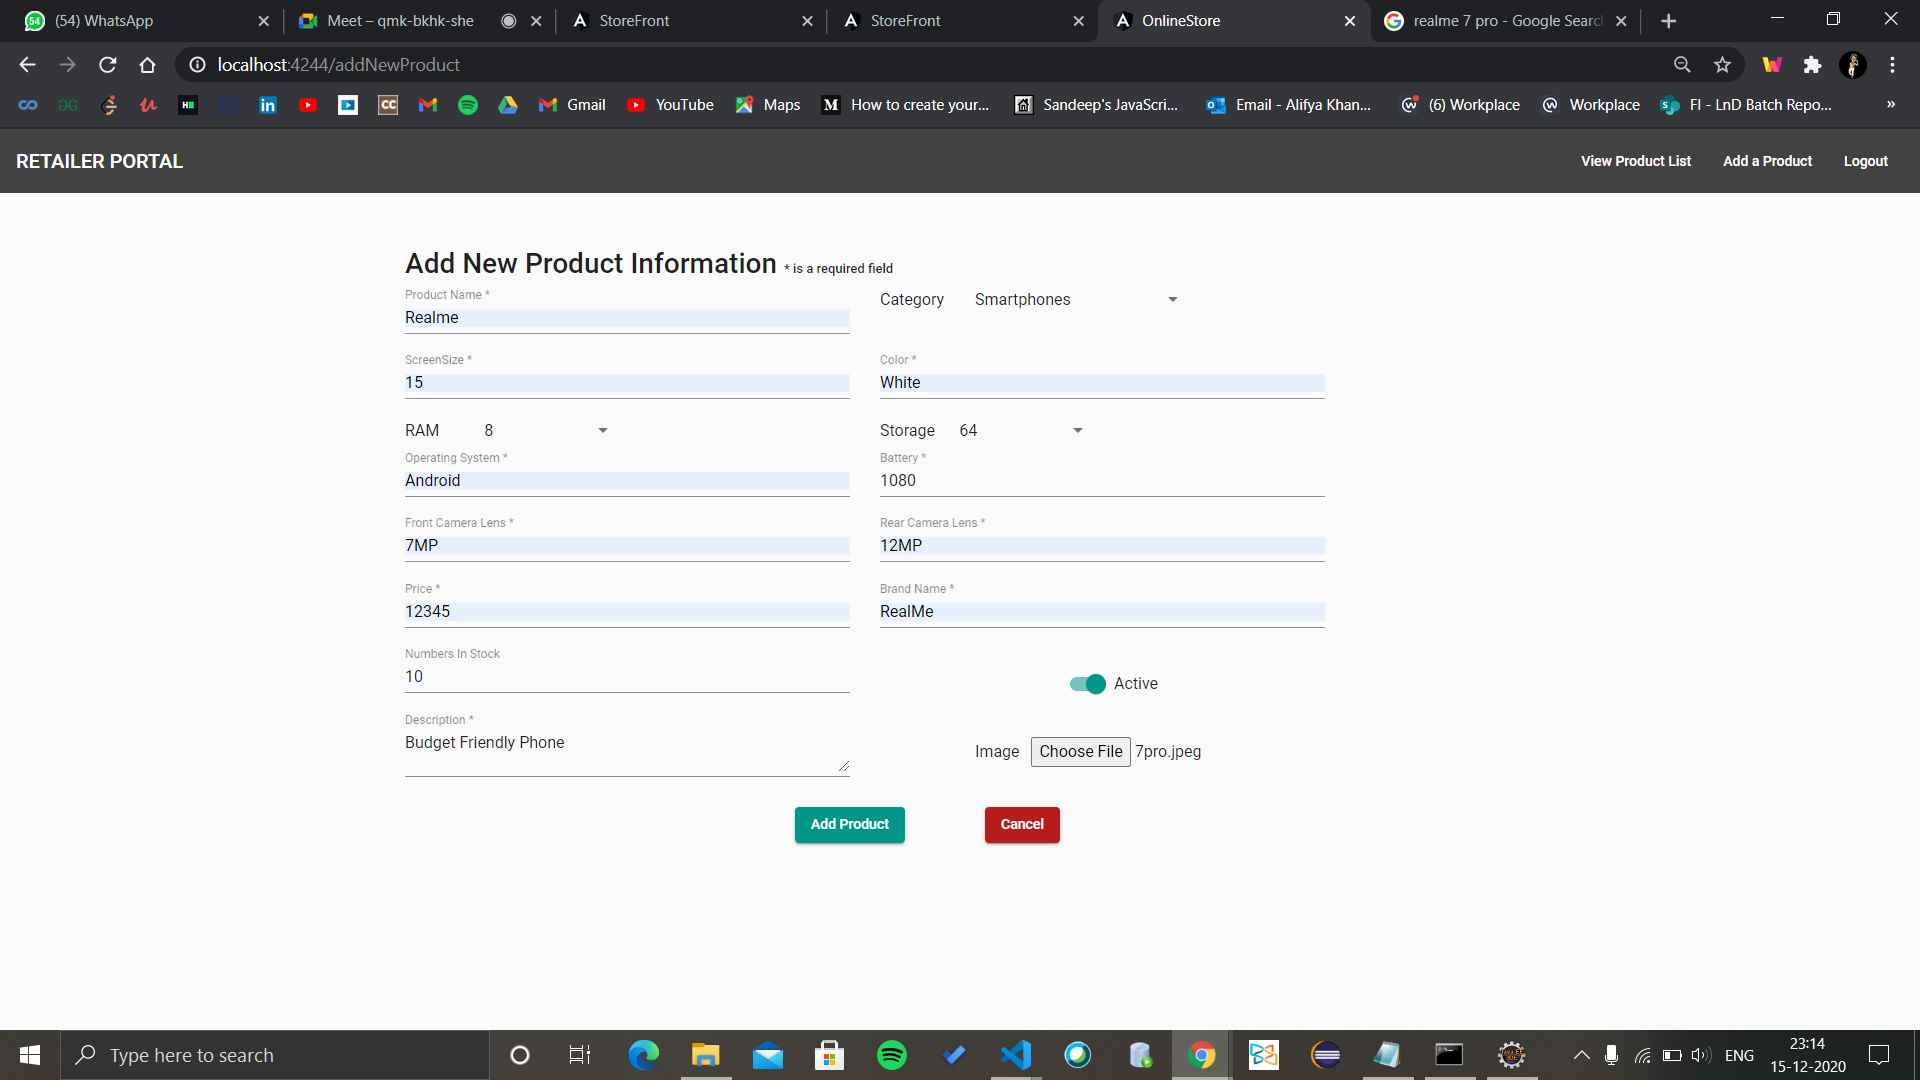 (54) WhatsApp
Meet – qmk-bkhk-she
StoreFront
StoreFront
OnlineStore
realme 7 pro - Google Searc
localhost:4244/addNewProduct
Gmail
YouTube
Maps
How to create your...
Sandeep's JavaScri...
Email - Alifya Khan...
(6) Workplace
Workplace
FI - LnD Batch Repo...
»
RETAILER PORTAL
View Product List
Add a Product
Logout
Add New Product Information * is a required field
Product Name *
Realme
Category Smartphones
ScreenSize *
15
Color *
White
RAM 8
Storage 64
Operating System *
Android
Battery *
1080
Front Camera Lens *
7MP
Rear Camera Lens *
12MP
Price *
12345
Brand Name *
RealMe
Numbers In Stock
10
Active
Description *
Budget Friendly Phone
Image Choose File 7pro.jpeg
Add Product
Cancel
Type here to search
ENG
23:14
15-12-2020